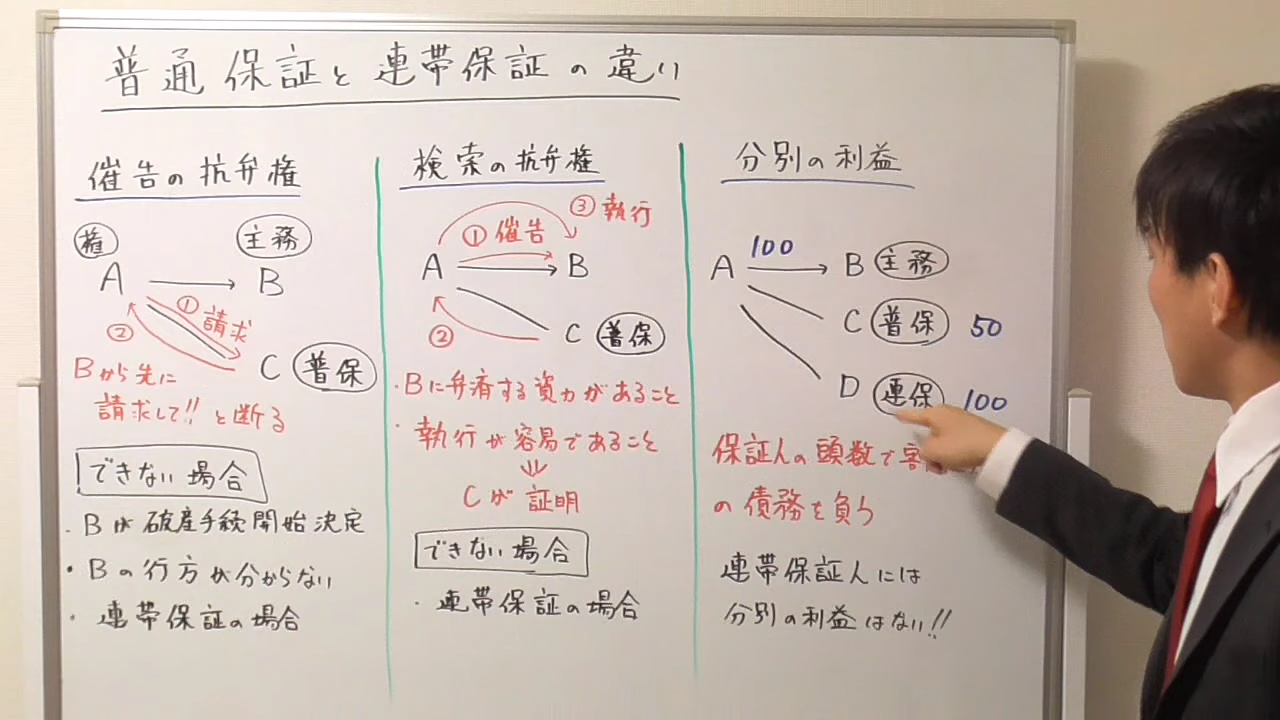 普通保証と連帯保証の違い
催告の抗弁権
権 主務
A B
① 請求
②
C 普保
Bから先に
請求して!! と断る
できない場合
・Bが破産手続開始決定
・Bの行方が分からない
・連帯保証の場合
検索の抗弁権
③ 執行
① 催告
A B
②
C 普保
・Bに弁済する資力があること
・執行が容易であること
Cが証明
できない場合
・連帯保証の場合
分別の利益
100
A B 主務
C 普保 50
D 連保 100
保証人の頭数で
の債務を負う
連帯保証人には
分別の利益はない!!